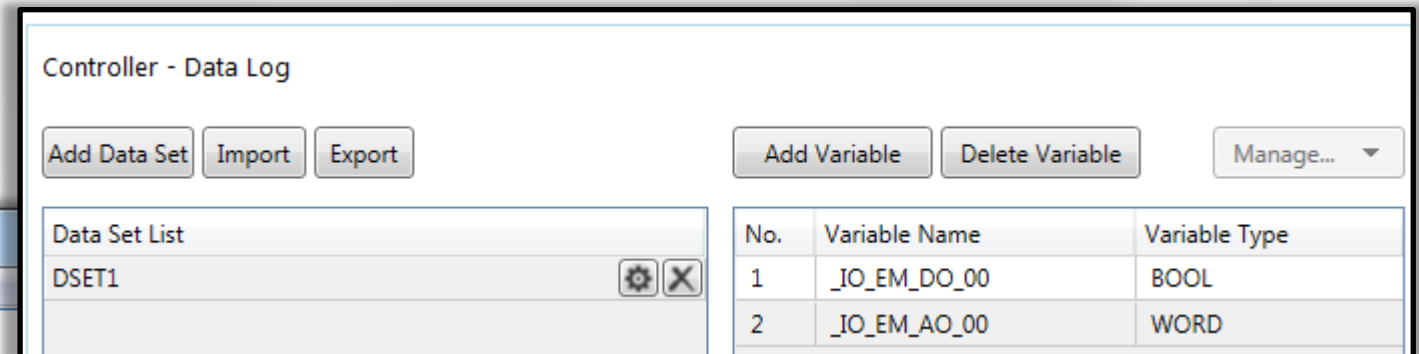 Controller - Data Log
Add Data Set Import Export Add Variable Delete Variable Manage...
Data Set List No. Variable Name Variable Type
DSET1 1 _IO_EM_DO_00 BOOL
2 _IO_EM_AO_00 WORD